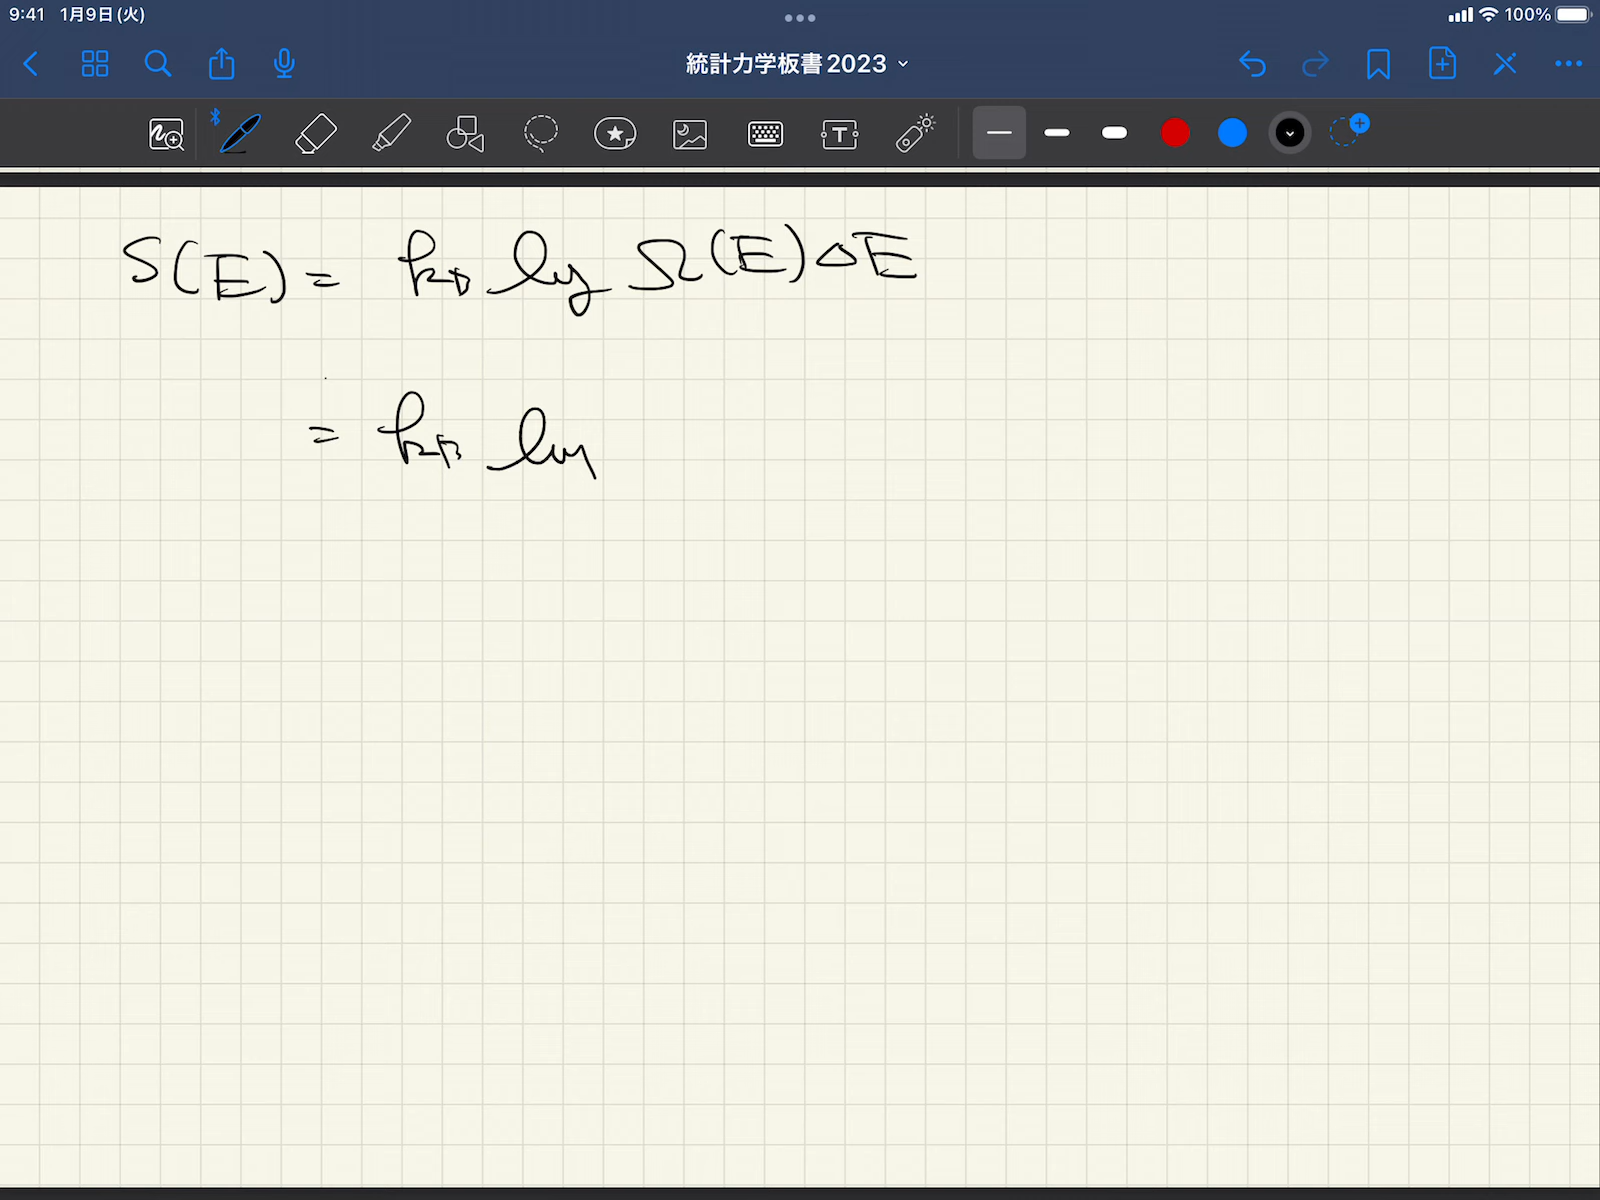 9:41 1月9日(火) 100%
統計力学板書2023
T
S(E) = k_B log Ω(E)ΔE
= k_B log